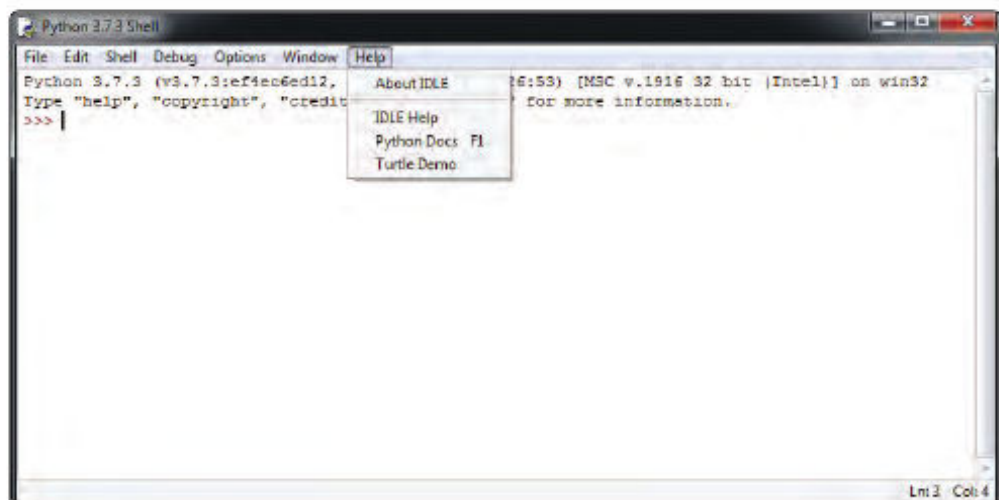 Python 3.7.3 Shell
File Edit Shell Debug Options Window Help
Python 3.7.3 (v3.7.3:ef4ec6ed12, 26:53) [MSC v.1916 32 bit (Intel)] on win32
Type "help", "copyright", "credit for more information.
>>>
About IDLE
IDLE Help
Python Docs F1
Turtle Demo
Ln: 3 Col: 4